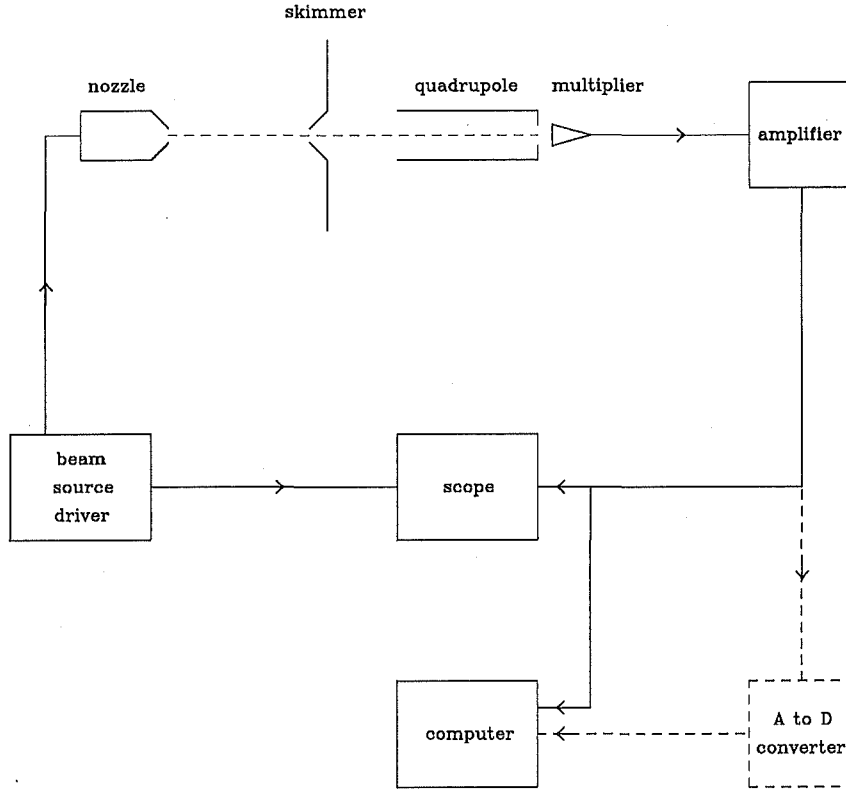 skimmer
nozzle
quadrupole
multiplier
amplifier
beam
source
driver
scope
computer
A to D
converter